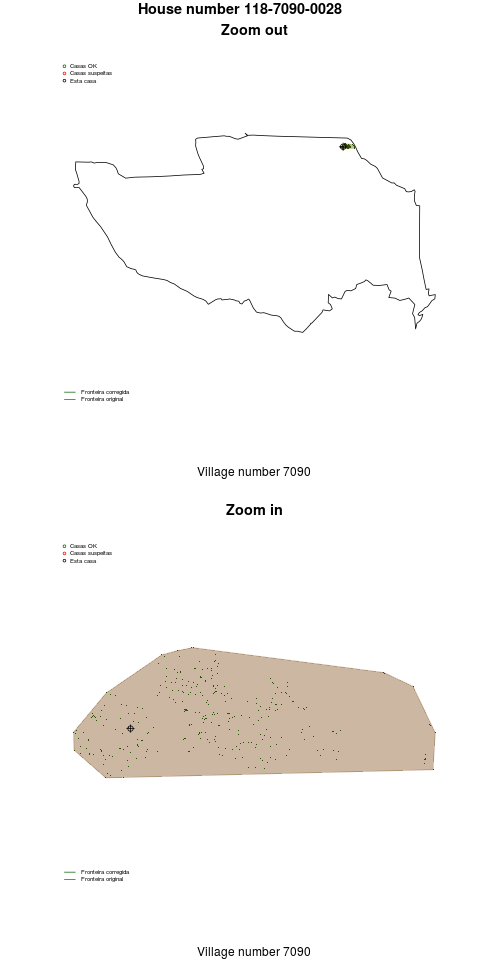 House number 118-7090-0028
Zoom out
Casas OK
Casas suspeitas
Esta casa
Fronteira corregida
Fronteira original
Village number 7090
Zoom in
Casas OK
Casas suspeitas
Esta casa
Fronteira corregida
Fronteira original
Village number 7090